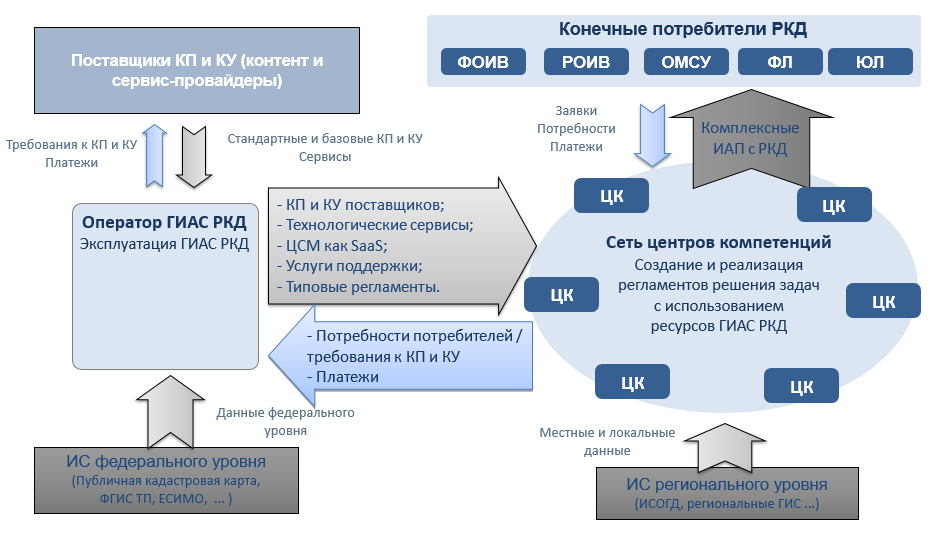 Поставщики КП и КУ (контент и
сервис-провайдеры)
Конечные потребители РКД
ФОИВ
РОИВ
ОМСУ
ФЛ
ЮЛ
Требования к КП и КУ
Платежи
Стандартные и базовые КП и КУ
Сервисы
Заявки
Потребности
Платежи
Комплексные
ИАП с РКД
Оператор ГИАС РКД
Эксплуатация ГИАС РКД
- КП и КУ поставщиков;
- Технологические сервисы;
- ЦСМ как SaaS;
- Услуги поддержки;
- Типовые регламенты.
- Потребности потребителей /
требования к КП и КУ
- Платежи
ЦК
ЦК
Сеть центров компетенций
Создание и реализация
регламентов решения задач
с использованием
ресурсов ГИАС РКД
ЦК
ЦК
ЦК
ЦК
Данные федерального
уровня
Местные и локальные
данные
ИС федерального уровня
(Публичная кадастровая карта,
ФГИС ТП, ЕСИМО, ... )
ИС регионального уровня
(ИСОГД, региональные ГИС ...)